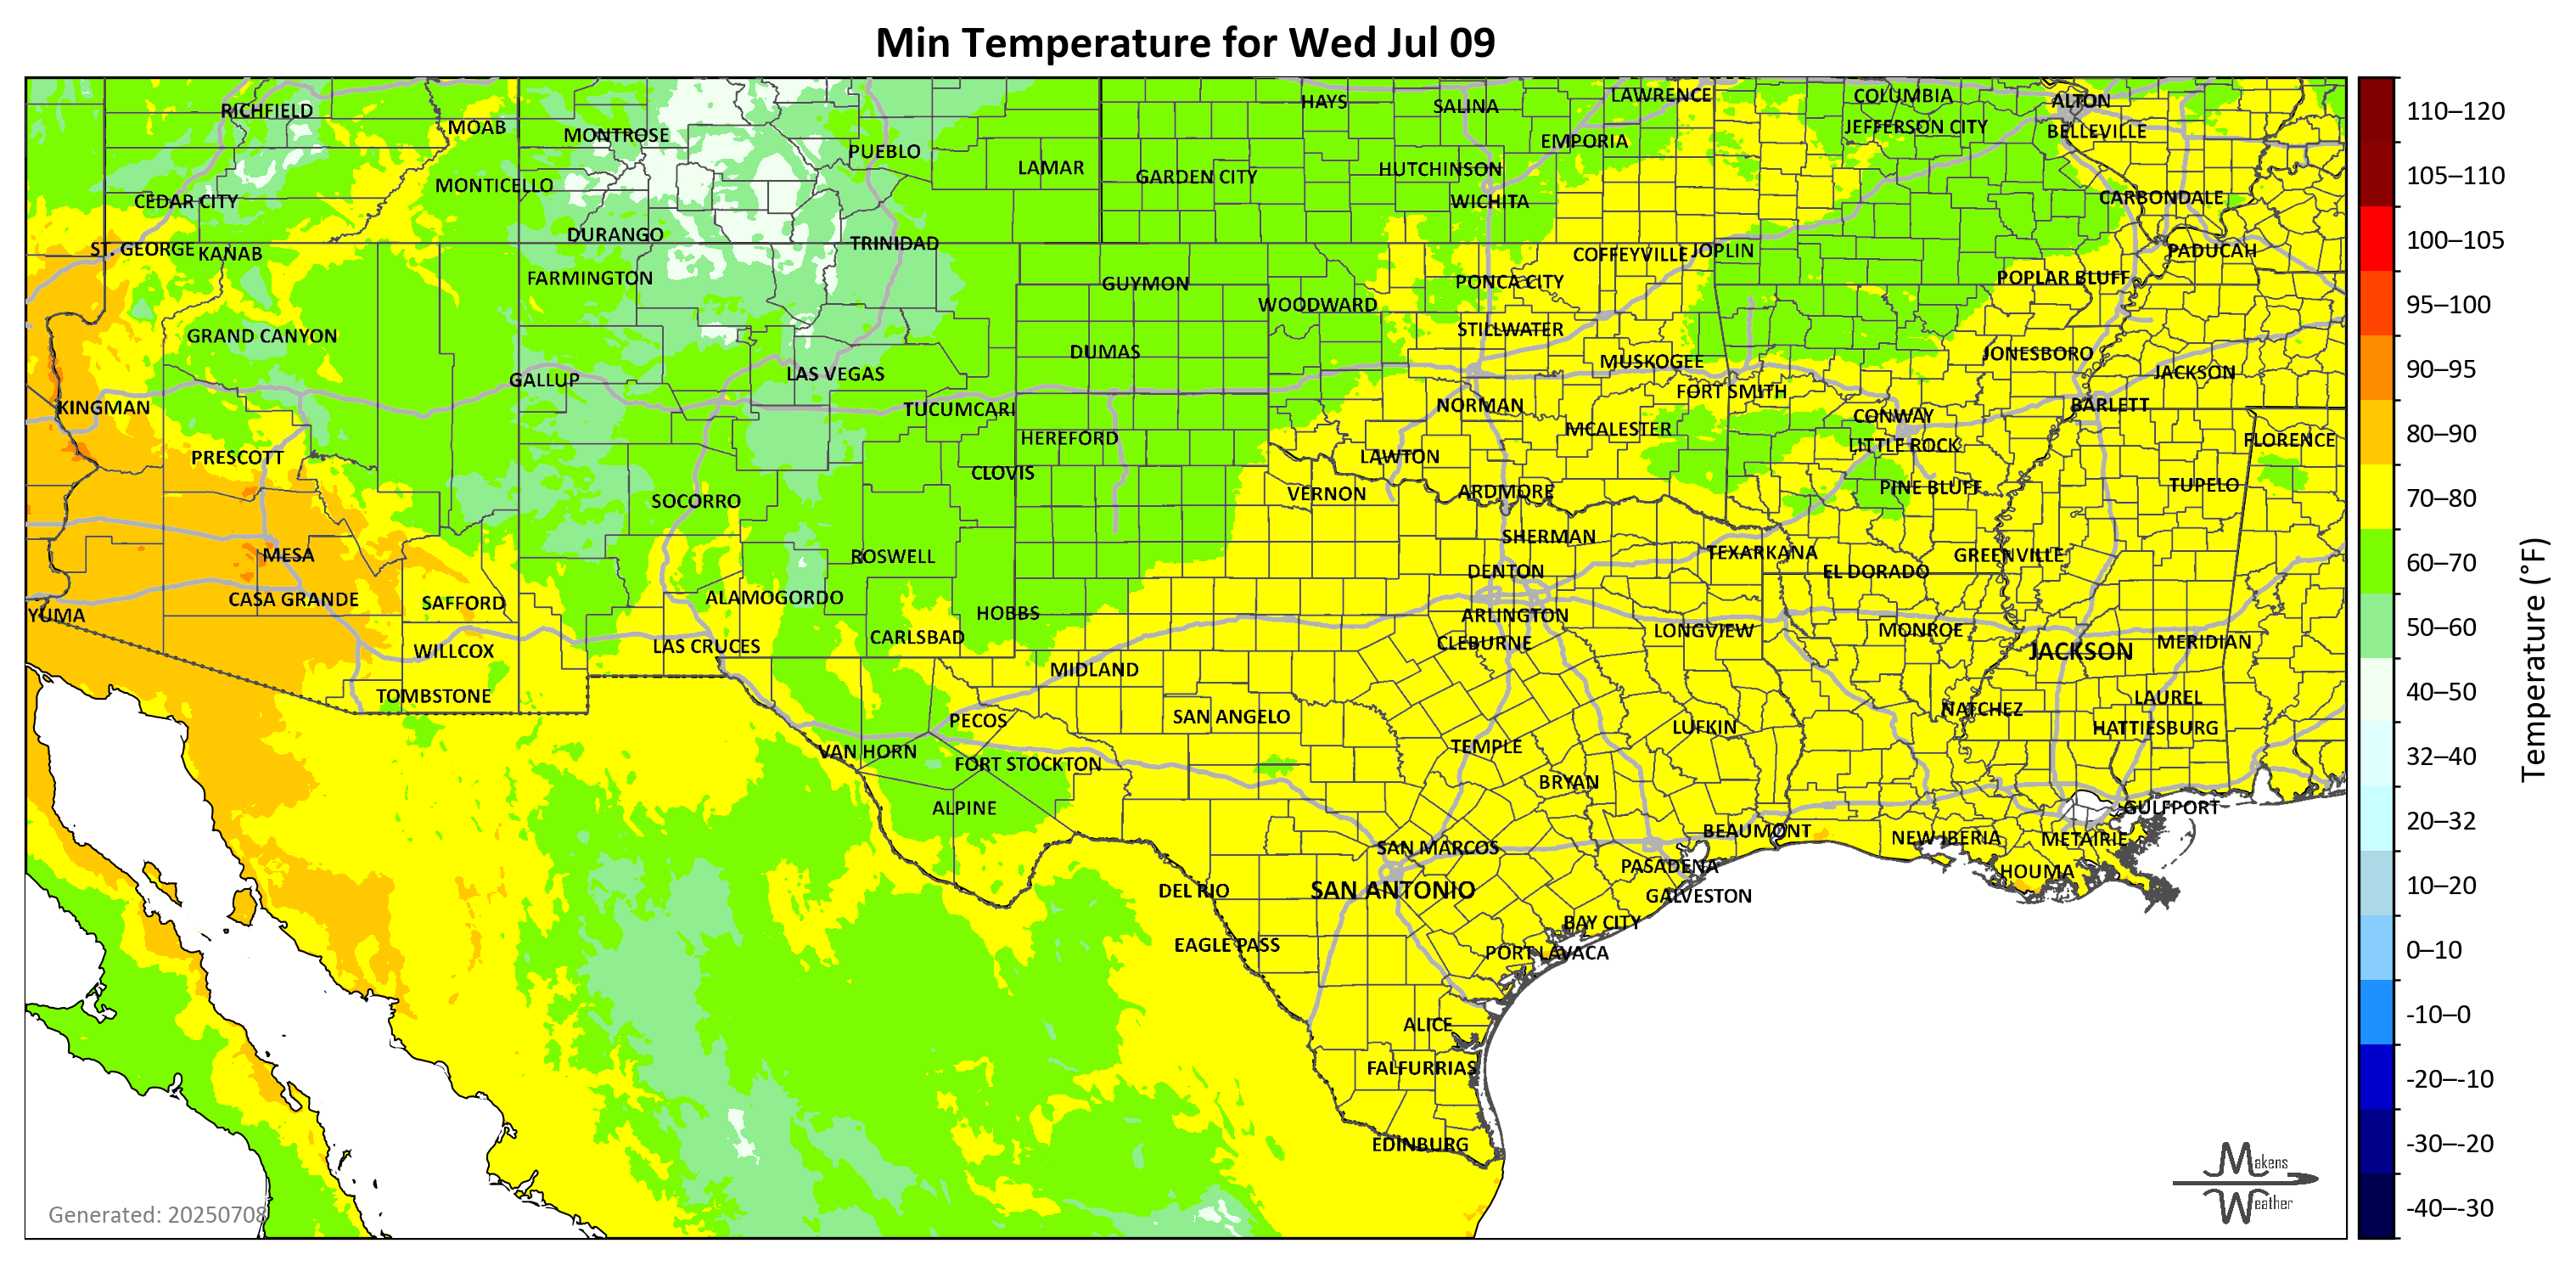 Min Temperature for Wed Jul 09
RICHFIELD
MOAB
MONTROSE
PUEBLO
LAMAR
HAYS
SALINA
LAWRENCE
COLUMBIA
ALTON
EMPORIA
JEFFERSON CITY
BELLEVILLE
GARDEN CITY
HUTCHINSON
MONTICELLO
CEDAR CITY
WICHITA
CARBONDALE
DURANGO
TRINIDAD
ST. GEORGE
KANAB
COFFEYVILLE
JOPLIN
PADUCAH
FARMINGTON
GUYMON
PONCA CITY
POPLAR BLUFF
WOODWARD
GRAND CANYON
STILLWATER
DUMAS
MUSKOGEE
JONESBORO
GALLUP
LAS VEGAS
JACKSON
FORT SMITH
KINGMAN
TUCUMCARI
NORMAN
CONWAY
BARLETT
HEREFORD
MCALESTER
LITTLE ROCK
FLORENCE
PRESCOTT
CLOVIS
LAWTON
SOCORRO
VERNON
ARDMORE
PINE BLUFF
TUPELO
MESA
ROSWELL
SHERMAN
TEXARKANA
GREENVILLE
DENTON
EL DORADO
CASA GRANDE
SAFFORD
ALAMOGORDO
HOBBS
YUMA
ARLINGTON
WILLCOX
LAS CRUCES
CARLSBAD
CLEBURNE
LONGVIEW
MONROE
JACKSON
MERIDIAN
MIDLAND
TOMBSTONE
PECOS
SAN ANGELO
LUFKIN
NATCHEZ
LAUREL
HATTIESBURG
VAN HORN
FORT STOCKTON
TEMPLE
BRYAN
ALPINE
GULFPORT
SAN MARCOS
BEAUMONT
NEW IBERIA
METAIRIE
PASADENA
HOUMA
DEL RIO
SAN ANTONIO
GALVESTON
EAGLE PASS
BAY CITY
PORT LAVACA
ALICE
FALFURRIAS
EDINBURG
Generated: 20250708
Makens
Weather
110–120
105–110
100–105
95–100
90–95
80–90
70–80
60–70
50–60
40–50
32–40
20–32
10–20
0–10
-10–0
-20–-10
-30–-20
-40–-30
Temperature (°F)